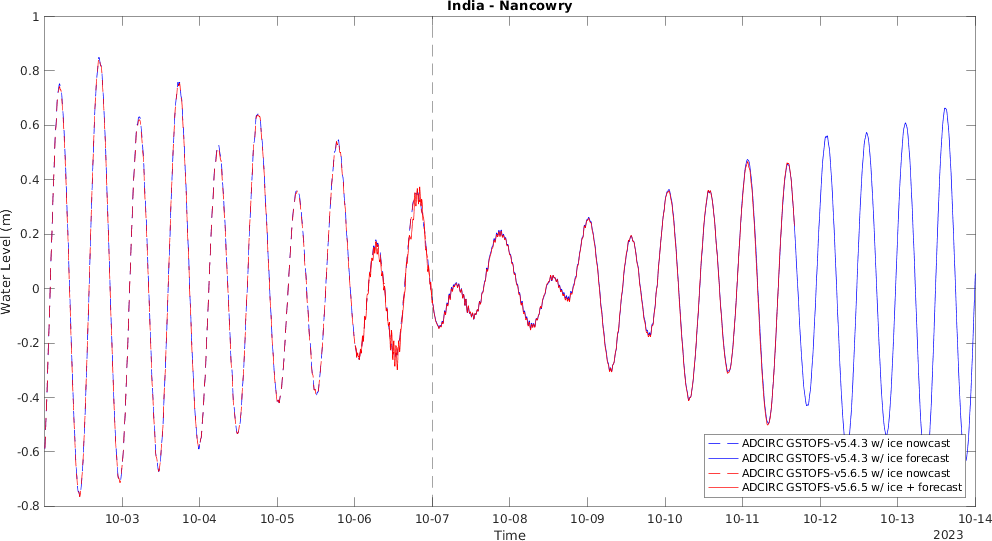 India - Nancowry
Water Level (m)
1
0.8
0.6
0.4
0.2
0
-0.2
-0.4
-0.6
-0.8
10-03 10-04 10-05 10-06 10-07 10-08 10-09 10-10 10-11 10-12 10-13 10-14
Time
2023
ADCIRC GSTOFS-v5.4.3 w/ ice nowcast
ADCIRC GSTOFS-v5.4.3 w/ ice forecast
ADCIRC GSTOFS-v5.6.5 w/ ice nowcast
ADCIRC GSTOFS-v5.6.5 w/ ice + forecast